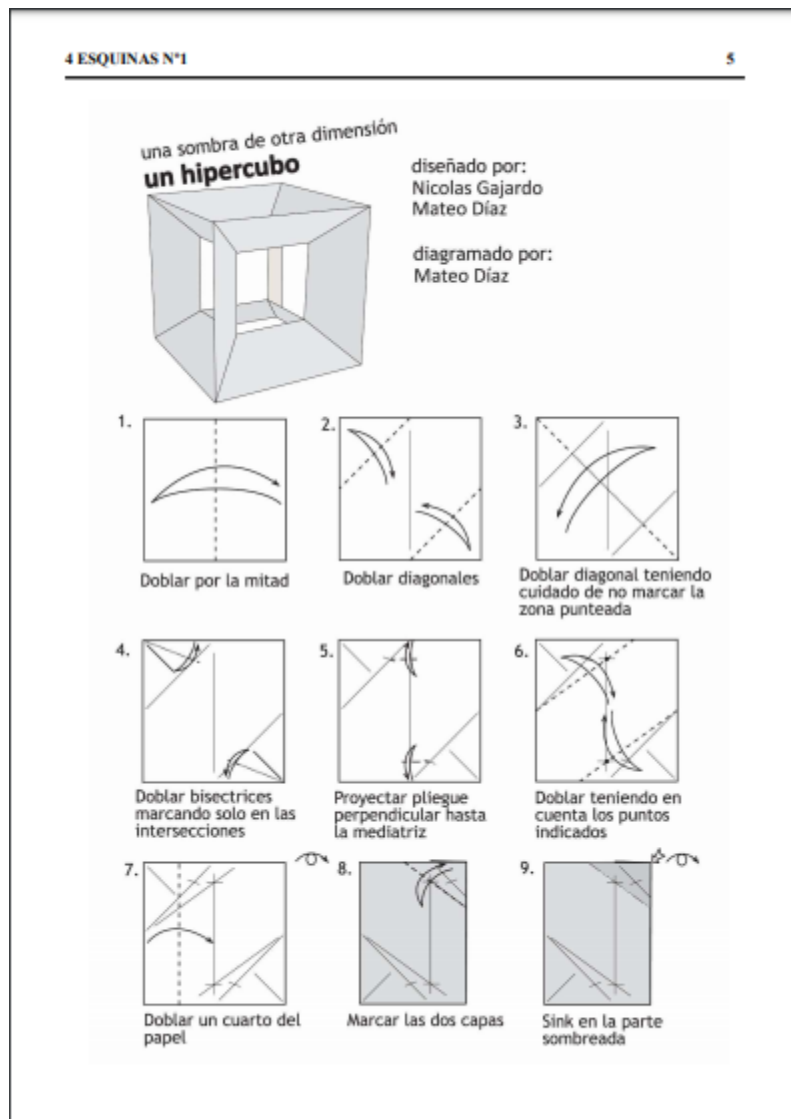 4 ESQUINAS Nº1 5
una sombra de otra dimensión
un hipercubo
diseñado por:
Nicolas Gajardo
Mateo Díaz
diagramado por:
Mateo Díaz
1.
Doblar por la mitad
2.
Doblar diagonales
3.
Doblar diagonal teniendo
cuidado de no marcar la
zona punteada
4.
Doblar bisectrices
marcando solo en las
intersecciones
5.
Proyectar pliegue
perpendicular hasta
la mediatriz
6.
Doblar teniendo en
cuenta los puntos
indicados
7.
Doblar un cuarto del
papel
8.
Marcar las dos capas
9.
Sink en la parte
sombreada